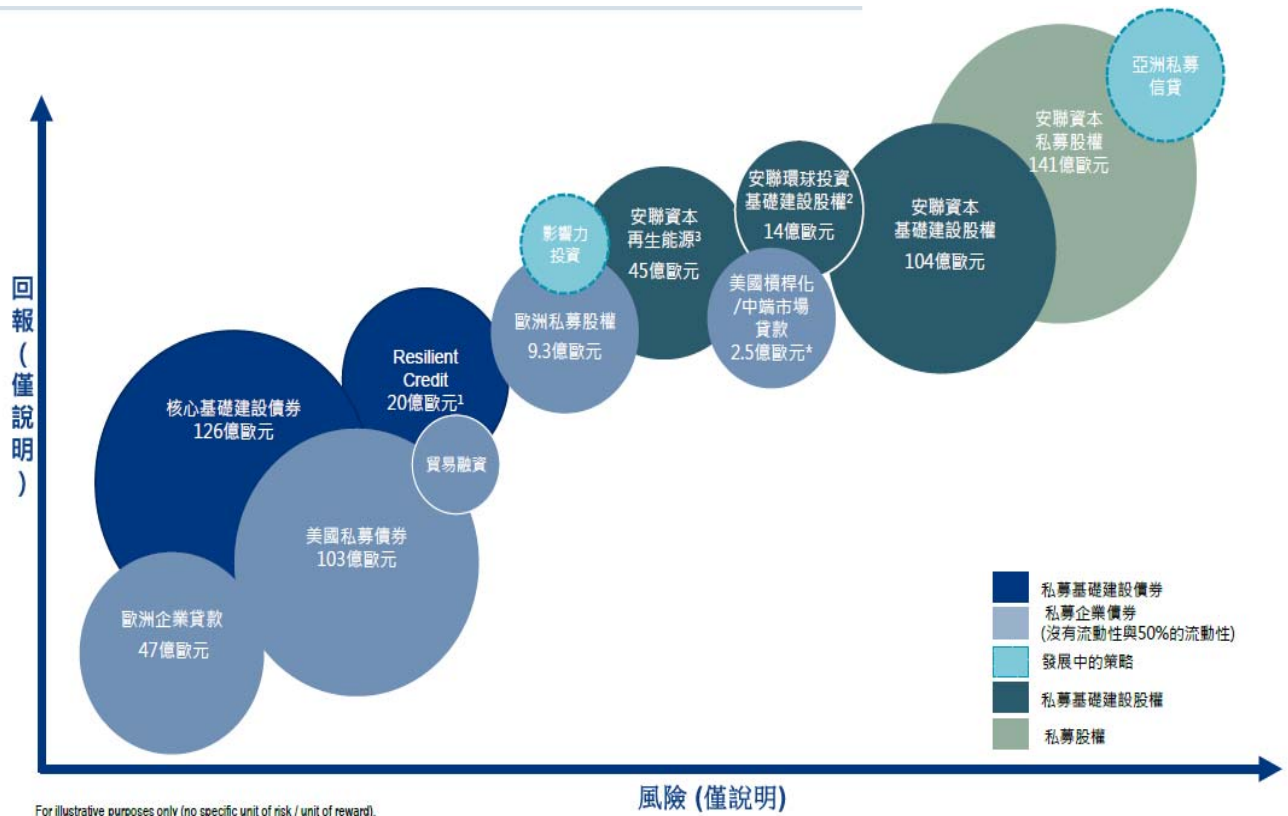 亞洲私募
信貸
安聯資本
私募股權
141億歐元
安聯環球投資
基礎建設股權²
14億歐元
安聯資本
基礎建設股權
104億歐元
安聯資本
再生能源³
45億歐元
影響力
投資
美國槓桿化
/中端市場
貸款
2.5億歐元*
歐洲私募股權
9.3億歐元
Resilient
Credit
20億歐元¹
核心基礎建設債券
126億歐元
貿易融資
美國私募債券
103億歐元
歐洲企業貸款
47億歐元
回報(僅說明)
私募基礎建設債券
私募企業債券
(沒有流動性與50%的流動性)
發展中的策略
私募基礎建設股權
私募股權
風險 (僅說明)
For illustrative purposes only (no specific unit of risk / unit of reward).